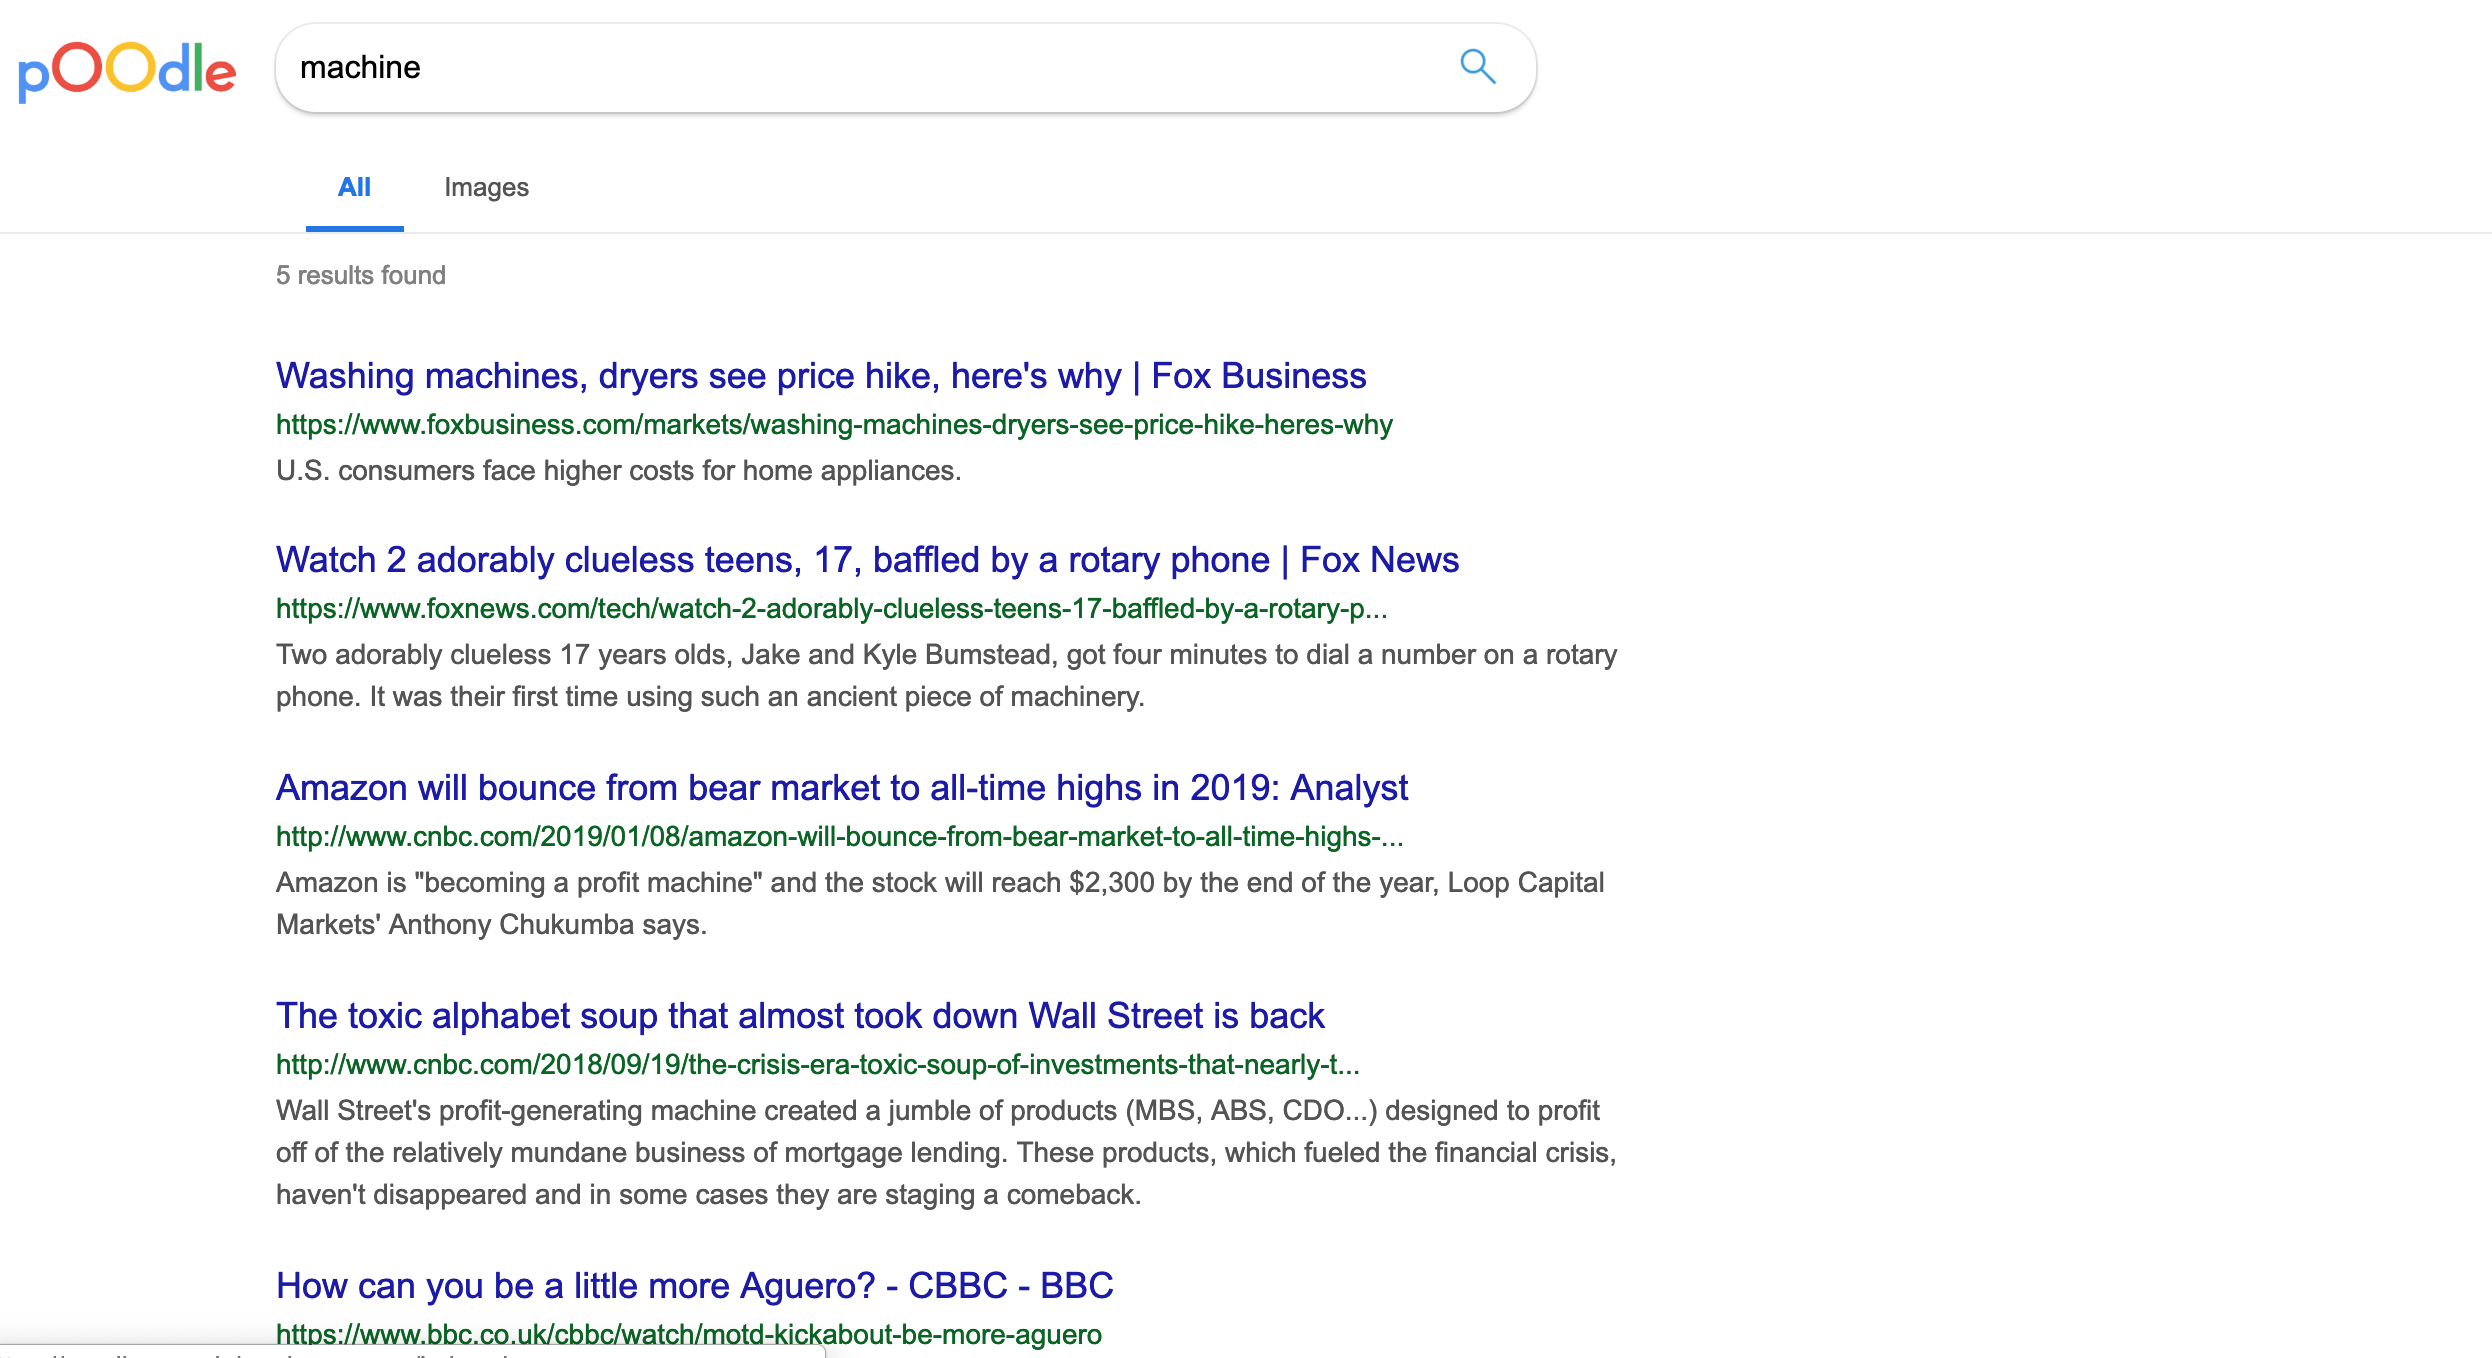 pOOdle
machine
All Images
5 results found
Washing machines, dryers see price hike, here's why | Fox Business
https://www.foxbusiness.com/markets/washing-machines-dryers-see-price-hike-heres-why
U.S. consumers face higher costs for home appliances.
Watch 2 adorably clueless teens, 17, baffled by a rotary phone | Fox News
https://www.foxnews.com/tech/watch-2-adorably-clueless-teens-17-baffled-by-a-rotary-p...
Two adorably clueless 17 years olds, Jake and Kyle Bumstead, got four minutes to dial a number on a rotary
phone. It was their first time using such an ancient piece of machinery.
Amazon will bounce from bear market to all-time highs in 2019: Analyst
http://www.cnbc.com/2019/01/08/amazon-will-bounce-from-bear-market-to-all-time-highs-...
Amazon is "becoming a profit machine" and the stock will reach $2,300 by the end of the year, Loop Capital
Markets' Anthony Chukumba says.
The toxic alphabet soup that almost took down Wall Street is back
http://www.cnbc.com/2018/09/19/the-crisis-era-toxic-soup-of-investments-that-nearly-t...
Wall Street's profit-generating machine created a jumble of products (MBS, ABS, CDO...) designed to profit
off of the relatively mundane business of mortgage lending. These products, which fueled the financial crisis,
haven't disappeared and in some cases they are staging a comeback.
How can you be a little more Aguero? - CBBC - BBC
https://www.bbc.co.uk/cbbc/watch/motd-kickabout-be-more-aguero